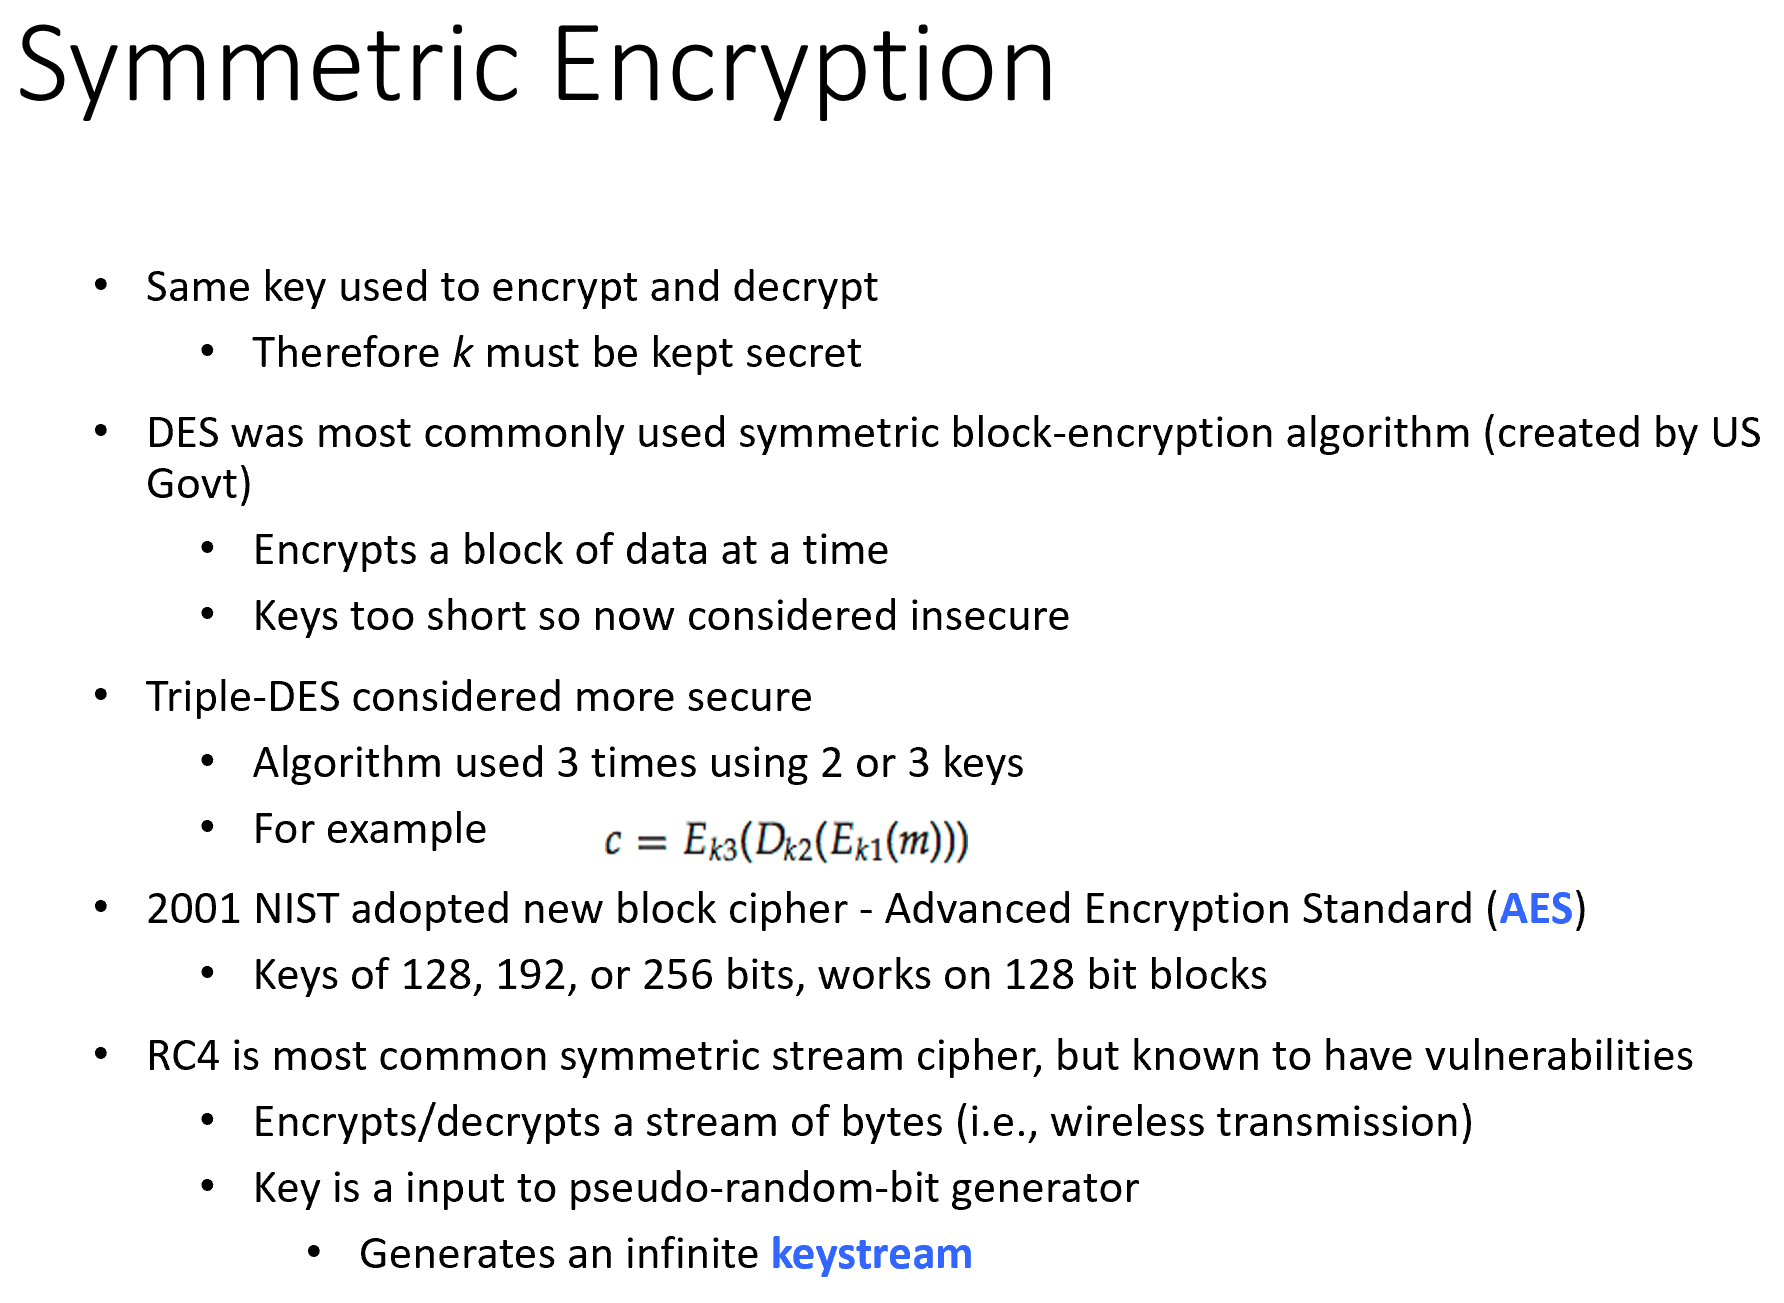 Symmetric Encryption
• Same key used to encrypt and decrypt
• Therefore k must be kept secret
• DES was most commonly used symmetric block-encryption algorithm (created by US
Govt)
• Encrypts a block of data at a time
• Keys too short so now considered insecure
• Triple-DES considered more secure
• Algorithm used 3 times using 2 or 3 keys
• For example c = E_{k3}(D_{k2}(E_{k1}(m)))
• 2001 NIST adopted new block cipher - Advanced Encryption Standard (AES)
• Keys of 128, 192, or 256 bits, works on 128 bit blocks
• RC4 is most common symmetric stream cipher, but known to have vulnerabilities
• Encrypts/decrypts a stream of bytes (i.e., wireless transmission)
• Key is a input to pseudo-random-bit generator
• Generates an infinite keystream